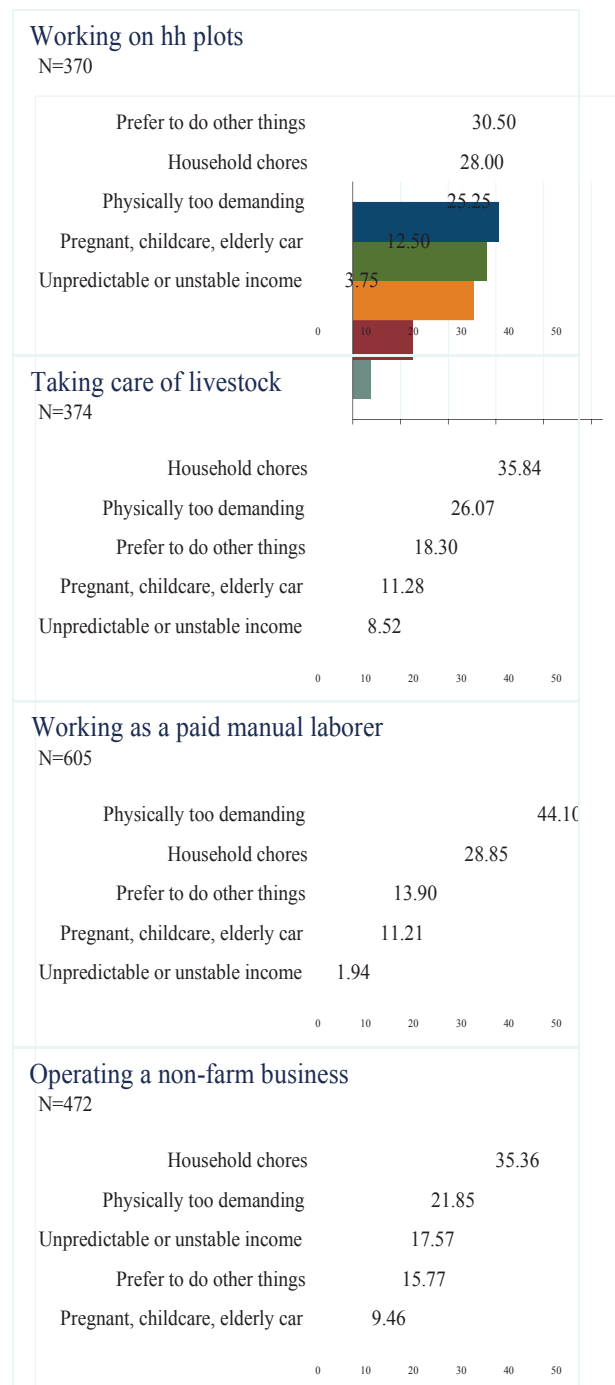 Working on hh plots
N=370
Prefer to do other things 30.50
Household chores 28.00
Physically too demanding 25.25
Pregnant, childcare, elderly car 12.50
Unpredictable or unstable income 3.75
0 10 20 30 40 50
Taking care of livestock
N=374
Household chores 35.84
Physically too demanding 26.07
Prefer to do other things 18.30
Pregnant, childcare, elderly car 11.28
Unpredictable or unstable income 8.52
0 10 20 30 40 50
Working as a paid manual laborer
N=605
Physically too demanding 44.10
Household chores 28.85
Prefer to do other things 13.90
Pregnant, childcare, elderly car 11.21
Unpredictable or unstable income 1.94
0 10 20 30 40 50
Operating a non-farm business
N=472
Household chores 35.36
Physically too demanding 21.85
Unpredictable or unstable income 17.57
Prefer to do other things 15.77
Pregnant, childcare, elderly car 9.46
0 10 20 30 40 50